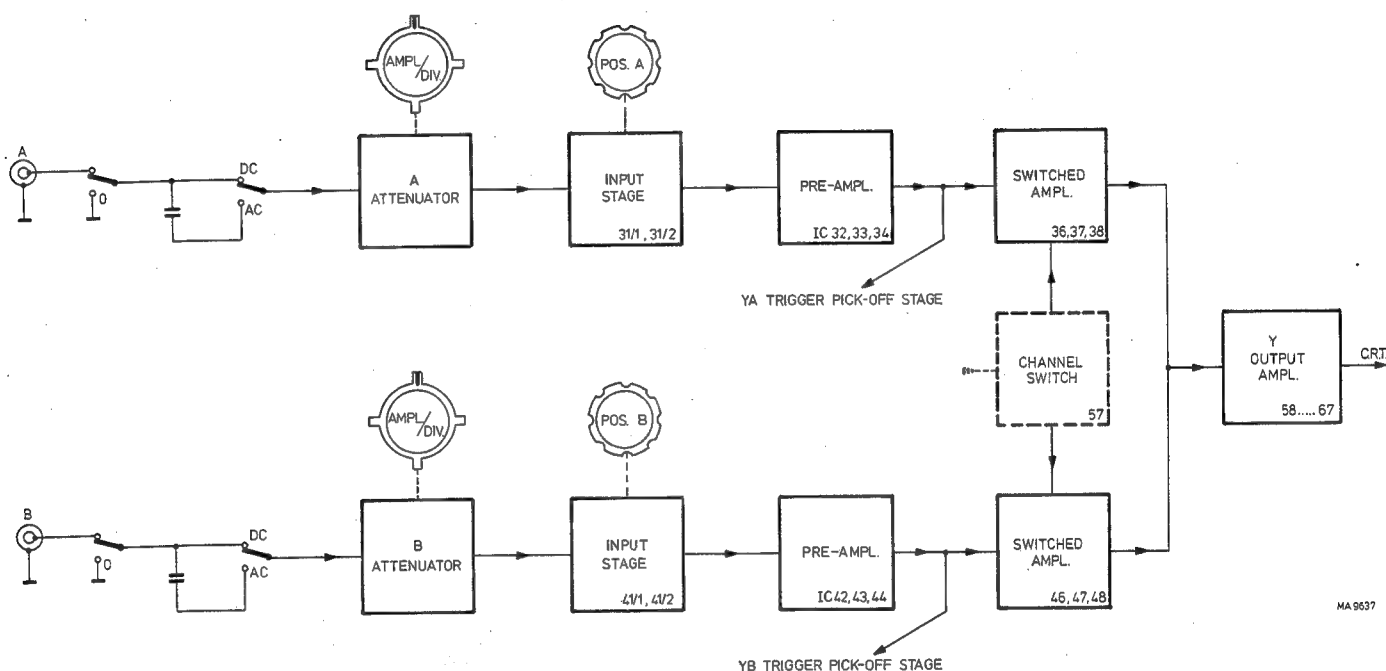 AMPL/DIV.
POS. A
A
0
DC
AC
A
ATTENUATOR
INPUT
STAGE
31/1, 31/2
PRE-AMPL.
IC 32, 33, 34
SWITCHED
AMPL.
36, 37, 38
YA TRIGGER PICK-OFF STAGE
CHANNEL
SWITCH
57
Y
OUTPUT
AMPL.
58.....67
C.R.T.
AMPL/DIV.
POS. B
B
0
DC
AC
B
ATTENUATOR
INPUT
STAGE
41/1, 41/2
PRE-AMPL.
IC 42, 43, 44
SWITCHED
AMPL.
46, 47, 48
YB TRIGGER PICK-OFF STAGE
MA 9637